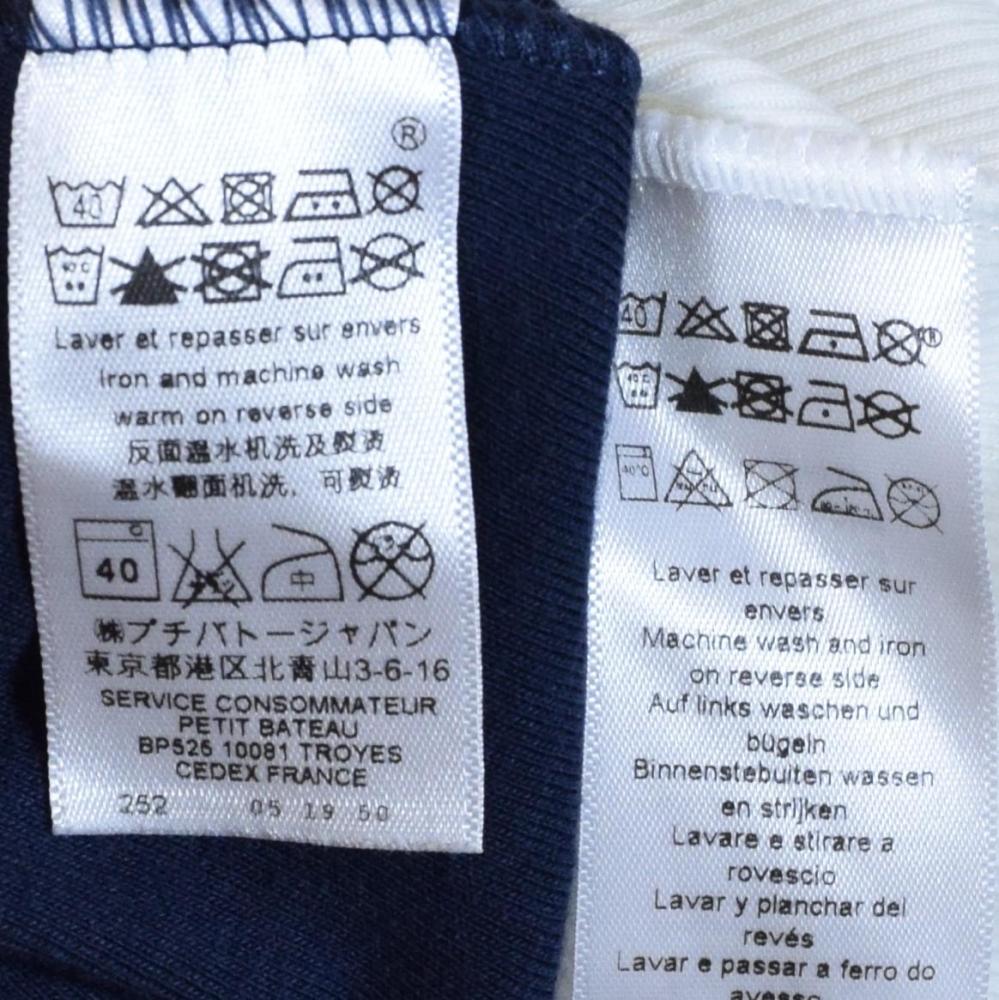 ®
40
40°C
Laver et repasser sur envers
Iron and machine wash
warm on reverse side
反面温水机洗及熨烫
温水翻面机洗, 可熨烫
40
中
㈱プチバトージャパン
東京都港区北青山3-6-16
SERVICE CONSOMMATEUR
PETIT BATEAU
BP525 10081 TROYES
CEDEX FRANCE
252 05 19 50
40
®
40°C
40°C
Laver et repasser sur
envers
Machine wash and iron
on reverse side
Auf links waschen und
bügeln
Binnenstebuiten wassen
en strijken
Lavare e stirare a
rovescio
Lavar y planchar del
revés
Lavar e passar a ferro do
avesso